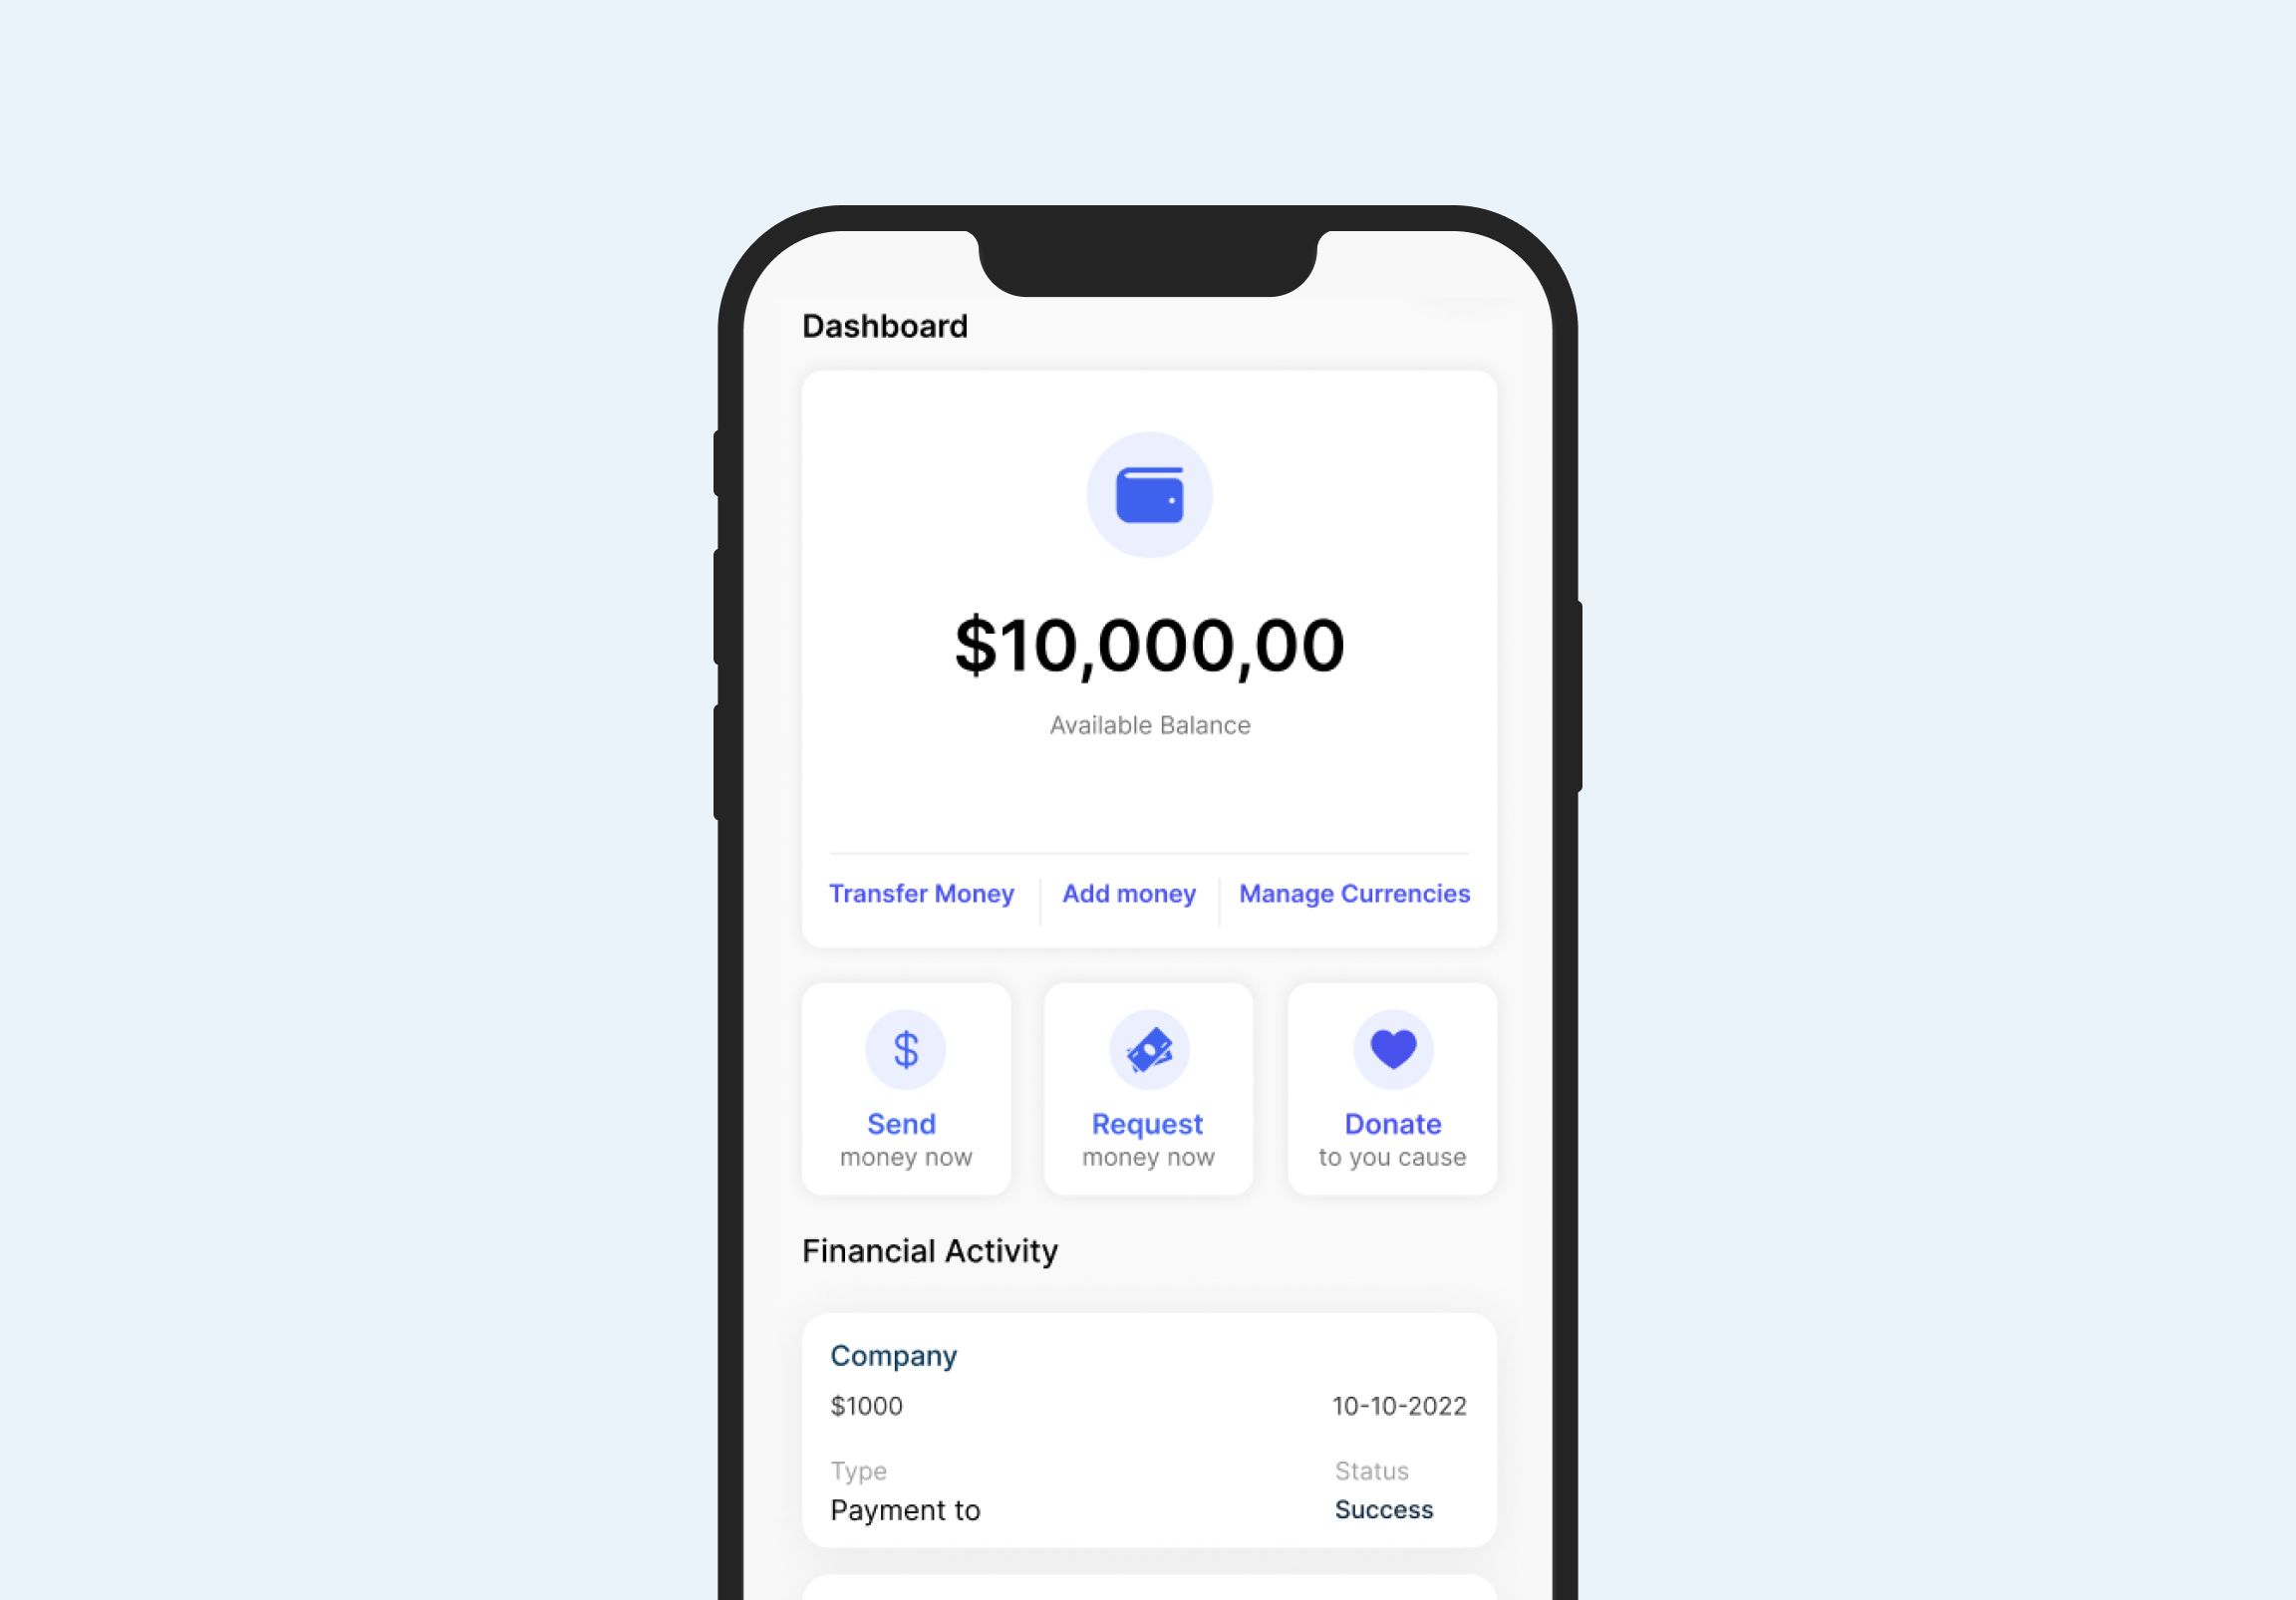 Dashboard
$10,000,00
Available Balance
Transfer Money Add money Manage Currencies
$
Send
money now
Request
money now
Donate
to you cause
Financial Activity
Company
$1000 10-10-2022
Type Status
Payment to Success